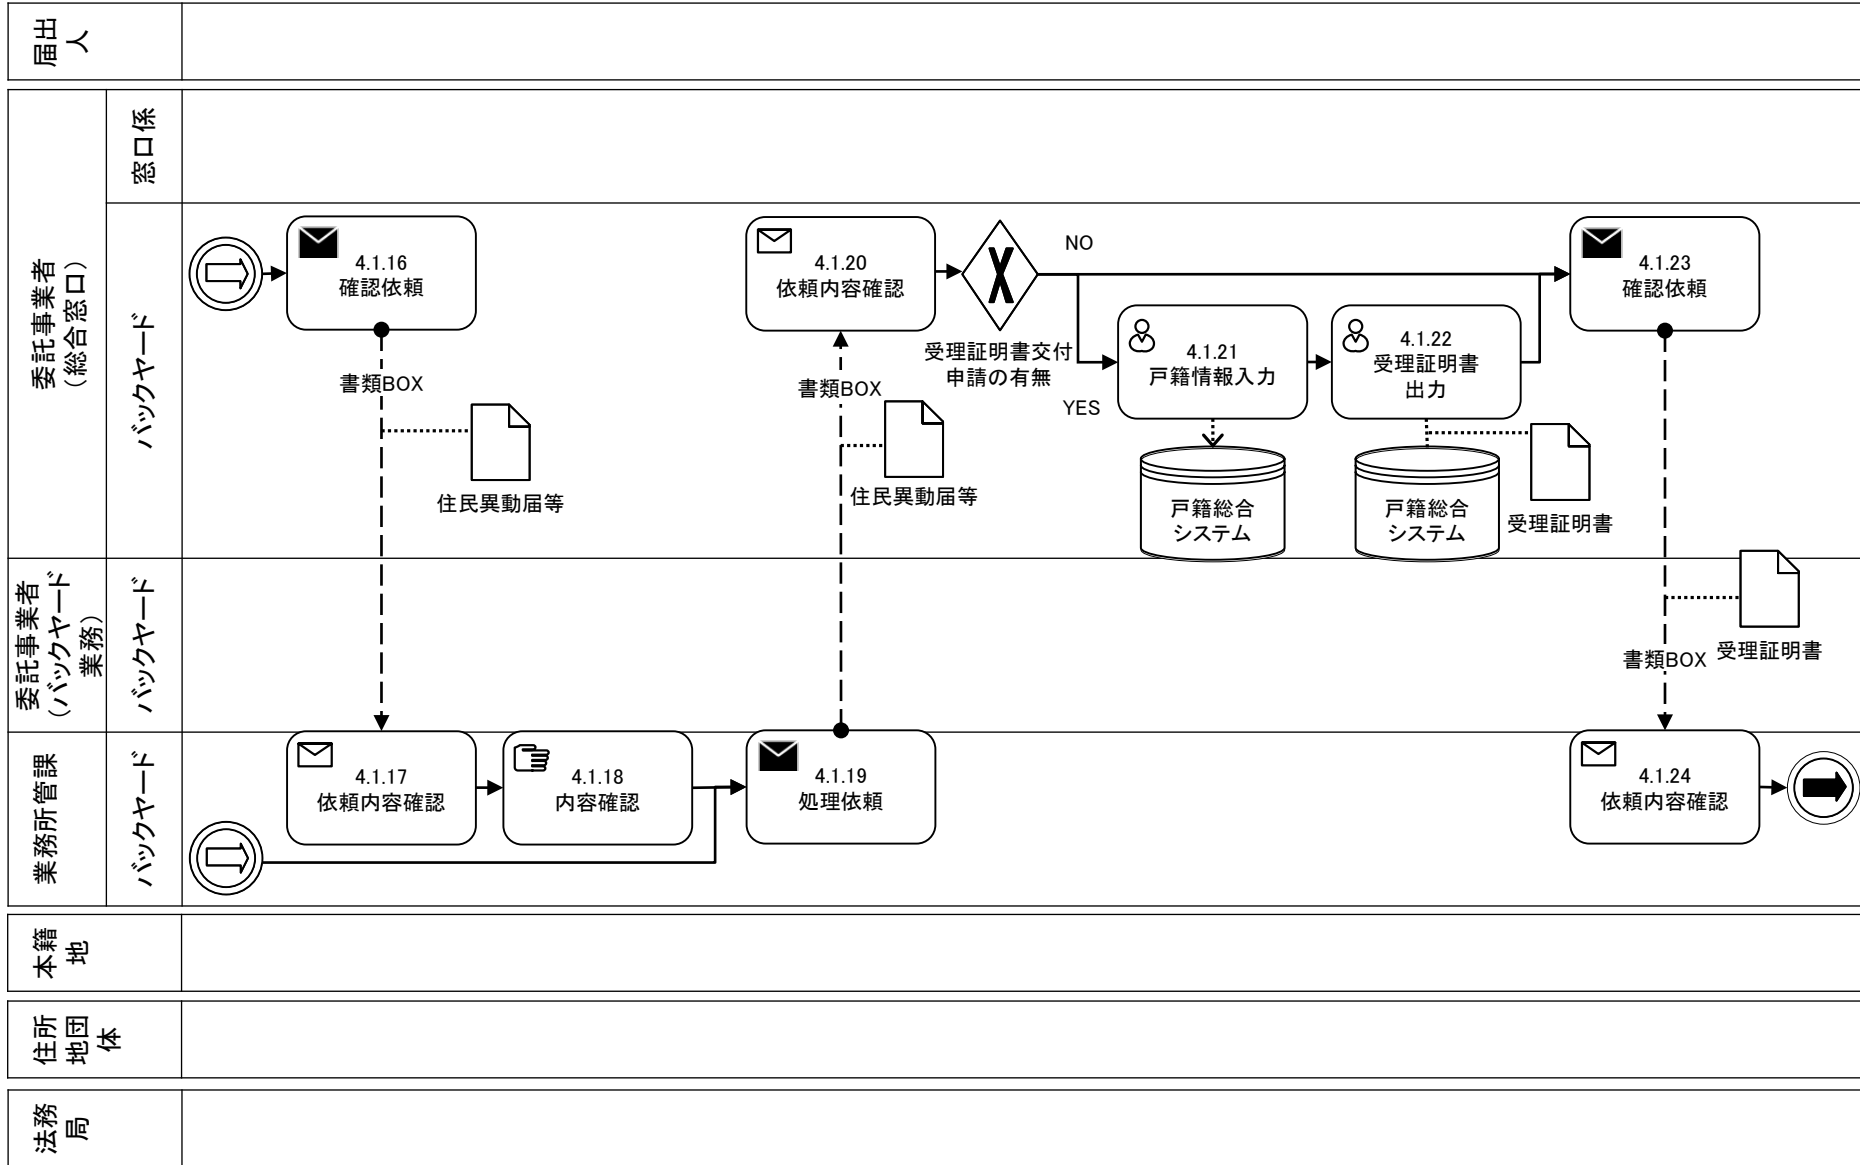 届出
人
委託事業者
（総合窓口）
窓口係
バックヤード
4.1.16
確認依頼
書類BOX
住民異動届等
4.1.20
依頼内容確認
書類BOX
住民異動届等
受理証明書交付
申請の有無
NO
YES
4.1.21
戸籍情報入力
戸籍総合
システム
4.1.22
受理証明書
出力
戸籍総合
システム
受理証明書
4.1.23
確認依頼
委託事業者
（バックヤード
業務）
バックヤード
書類BOX
受理証明書
業務所管課
バックヤード
4.1.17
依頼内容確認
4.1.18
内容確認
4.1.19
処理依頼
4.1.24
依頼内容確認
本籍
地
住所
地団
体
法務
局